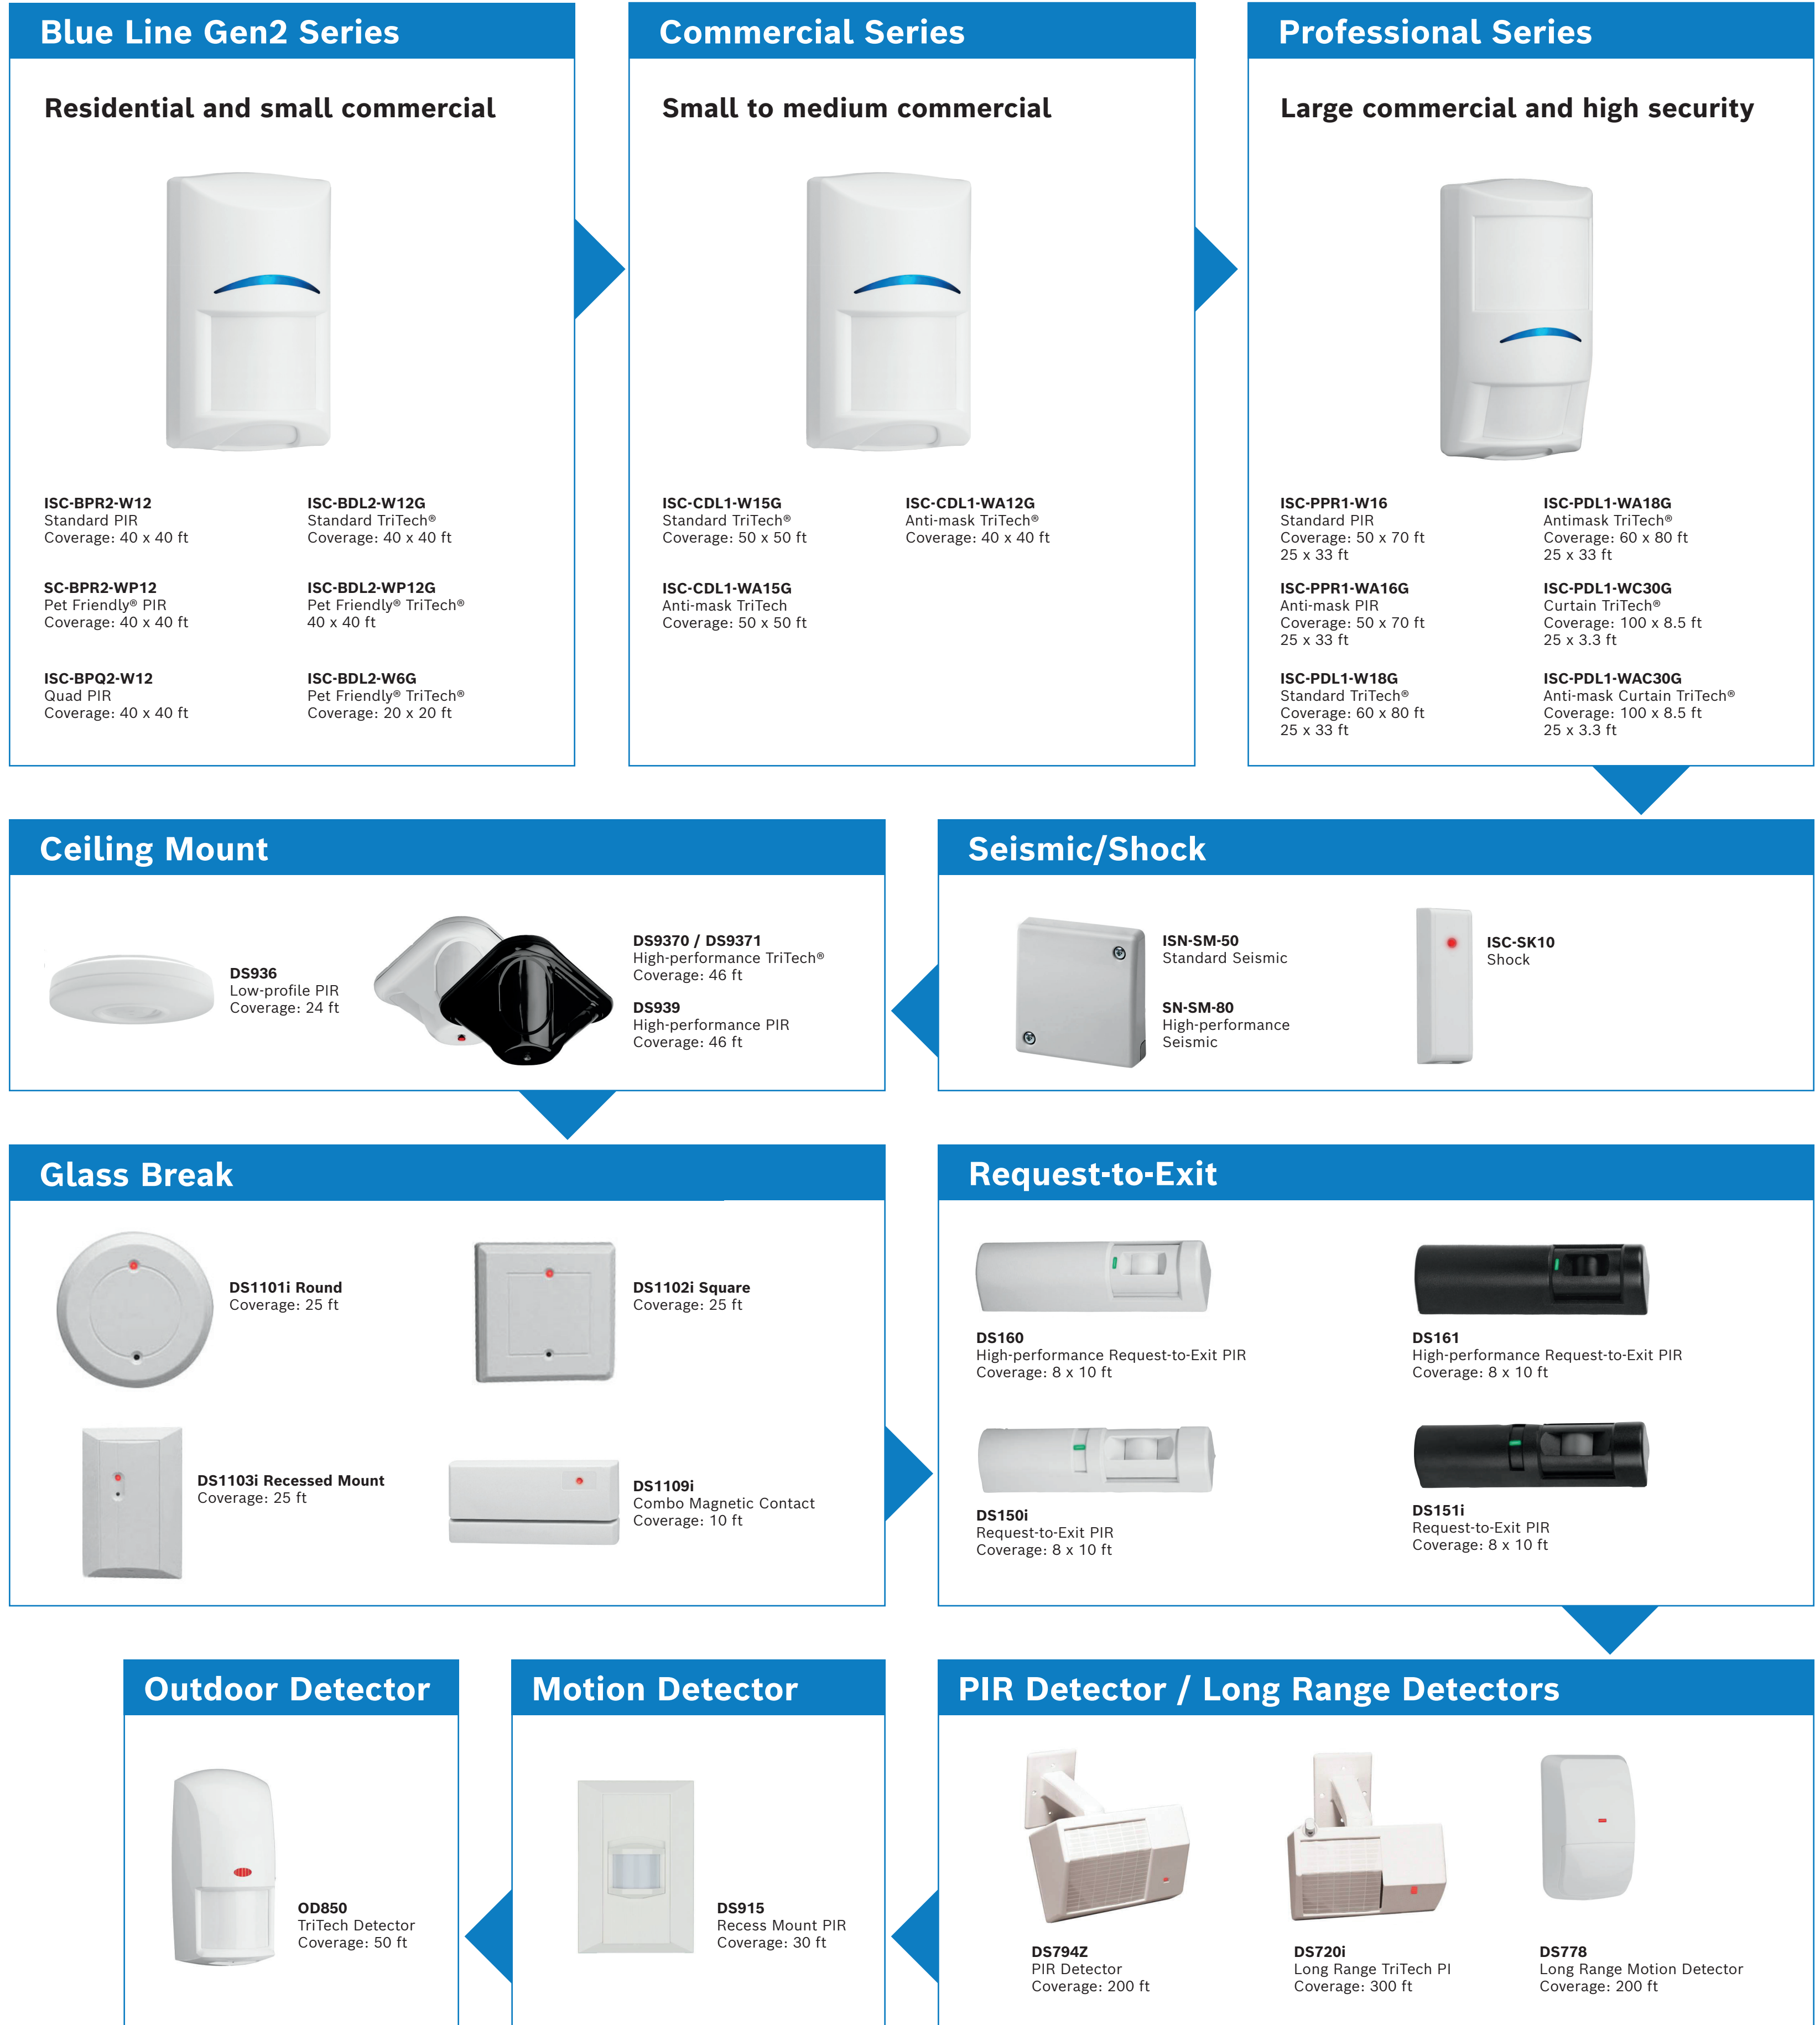 Blue Line Gen2 Series
Residential and small commercial
ISC-BPR2-W12
Standard PIR
Coverage: 40 x 40 ft
SC-BPR2-WP12
Pet Friendly® PIR
Coverage: 40 x 40 ft
ISC-BPQ2-W12
Quad PIR
Coverage: 40 x 40 ft
ISC-BDL2-W12G
Standard TriTech®
Coverage: 40 x 40 ft
ISC-BDL2-WP12G
Pet Friendly® TriTech®
40 x 40 ft
ISC-BDL2-W6G
Pet Friendly® TriTech®
Coverage: 20 x 20 ft
Commercial Series
Small to medium commercial
ISC-CDL1-W15G
Standard TriTech®
Coverage: 50 x 50 ft
ISC-CDL1-WA15G
Anti-mask TriTech
Coverage: 50 x 50 ft
ISC-CDL1-WA12G
Anti-mask TriTech®
Coverage: 40 x 40 ft
Professional Series
Large commercial and high security
ISC-PPR1-W16
Standard PIR
Coverage: 50 x 70 ft
25 x 33 ft
ISC-PPR1-WA16G
Anti-mask PIR
Coverage: 50 x 70 ft
25 x 33 ft
ISC-PDL1-W18G
Standard TriTech®
Coverage: 60 x 80 ft
25 x 33 ft
ISC-PDL1-WA18G
Antimask TriTech®
Coverage: 60 x 80 ft
25 x 33 ft
ISC-PDL1-WC30G
Curtain TriTech®
Coverage: 100 x 8.5 ft
25 x 3.3 ft
ISC-PDL1-WAC30G
Anti-mask Curtain TriTech®
Coverage: 100 x 8.5 ft
25 x 3.3 ft
Ceiling Mount
DS936
Low-profile PIR
Coverage: 24 ft
DS9370 / DS9371
High-performance TriTech®
Coverage: 46 ft
DS939
High-performance PIR
Coverage: 46 ft
Seismic/Shock
ISN-SM-50
Standard Seismic
SN-SM-80
High-performance
Seismic
ISC-SK10
Shock
Glass Break
DS1101i Round
Coverage: 25 ft
DS1102i Square
Coverage: 25 ft
DS1103i Recessed Mount
Coverage: 25 ft
DS1109i
Combo Magnetic Contact
Coverage: 10 ft
Request-to-Exit
DS160
High-performance Request-to-Exit PIR
Coverage: 8 x 10 ft
DS161
High-performance Request-to-Exit PIR
Coverage: 8 x 10 ft
DS150i
Request-to-Exit PIR
Coverage: 8 x 10 ft
DS151i
Request-to-Exit PIR
Coverage: 8 x 10 ft
Outdoor Detector
OD850
TriTech Detector
Coverage: 50 ft
Motion Detector
DS915
Recess Mount PIR
Coverage: 30 ft
PIR Detector / Long Range Detectors
DS794Z
PIR Detector
Coverage: 200 ft
DS720i
Long Range TriTech PI
Coverage: 300 ft
DS778
Long Range Motion Detector
Coverage: 200 ft